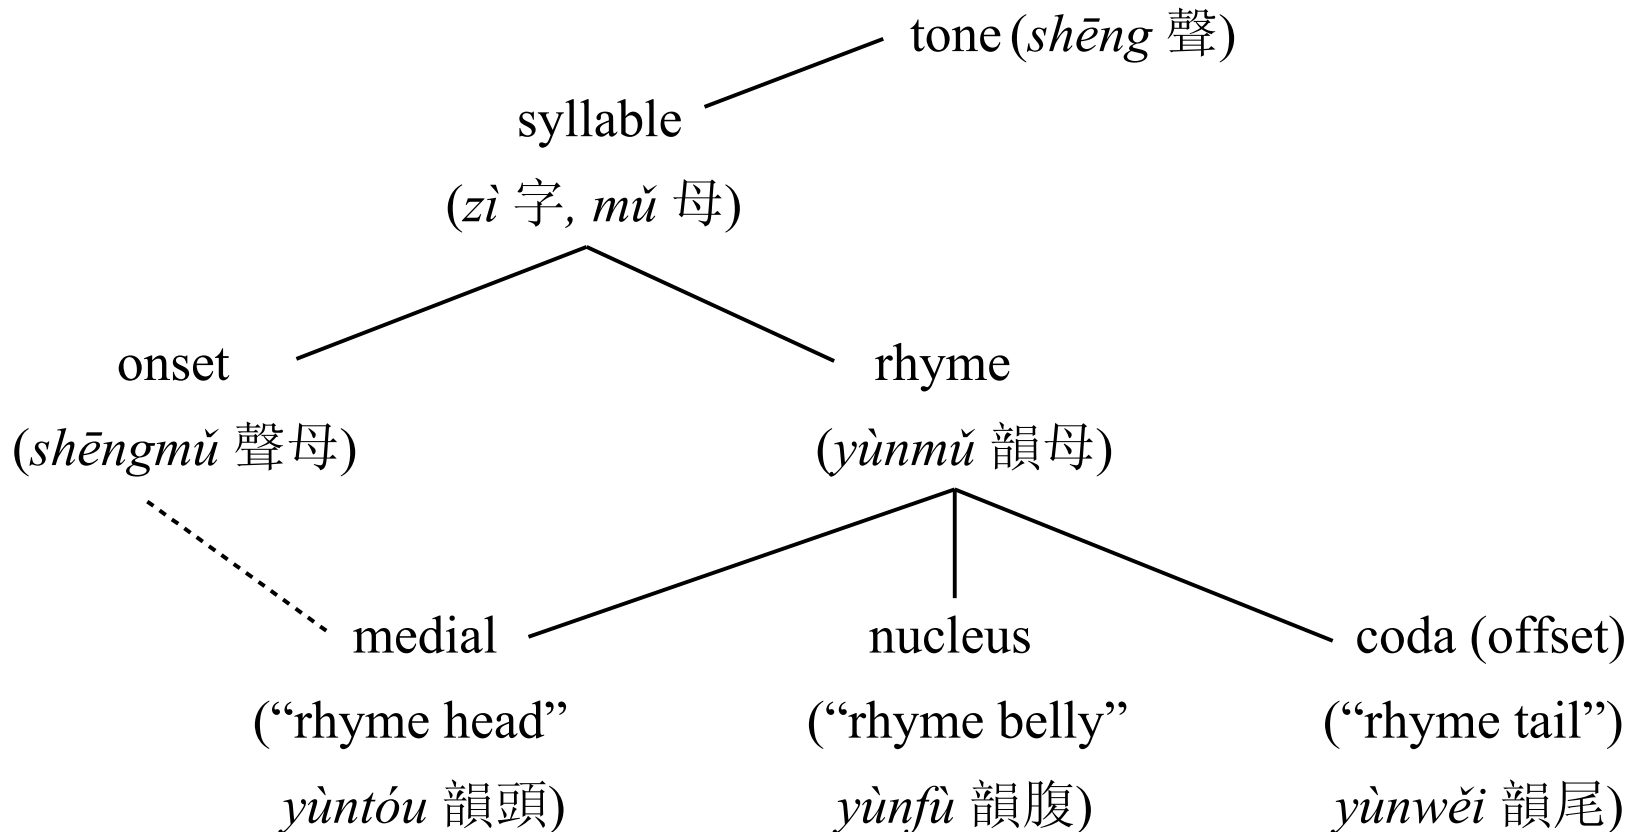 tone (shēng 聲)
syllable
(zì 字, mǔ 母)
onset rhyme
(shēngmǔ 聲母) (yùnmǔ 韻母)
medial nucleus coda (offset)
(“rhyme head” (“rhyme belly” (“rhyme tail”)
yùntóu 韻頭) yùnfù 韻腹) yùnwěi 韻尾)